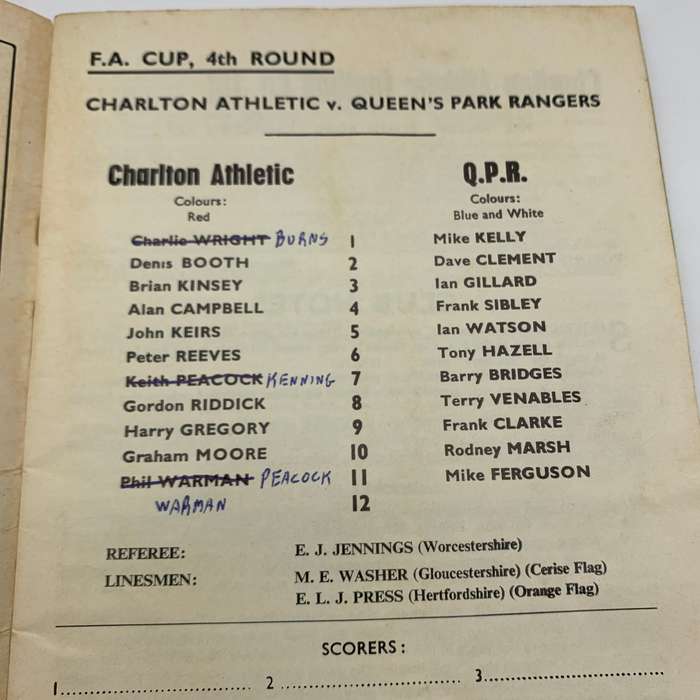 F.A. CUP, 4th ROUND
CHARLTON ATHLETIC v. QUEEN'S PARK RANGERS
Charlton Athletic Q.P.R.
Colours: Colours:
Red Blue and White
Charlie WRIGHT BURNS 1 Mike KELLY
Denis BOOTH 2 Dave CLEMENT
Brian KINSEY 3 Ian GILLARD
Alan CAMPBELL 4 Frank SIBLEY
John KEIRS 5 Ian WATSON
Peter REEVES 6 Tony HAZELL
Keith PEACOCK KENNING 7 Barry BRIDGES
Gordon RIDDICK 8 Terry VENABLES
Harry GREGORY 9 Frank CLARKE
Graham MOORE 10 Rodney MARSH
Phil WARMAN PEACOCK 11 Mike FERGUSON
WARMAN 12
REFEREE: E. J. JENNINGS (Worcestershire)
LINESMEN: M. E. WASHER (Gloucestershire) (Cerise Flag)
E. L. J. PRESS (Hertfordshire) (Orange Flag)
SCORERS:
1 2 3